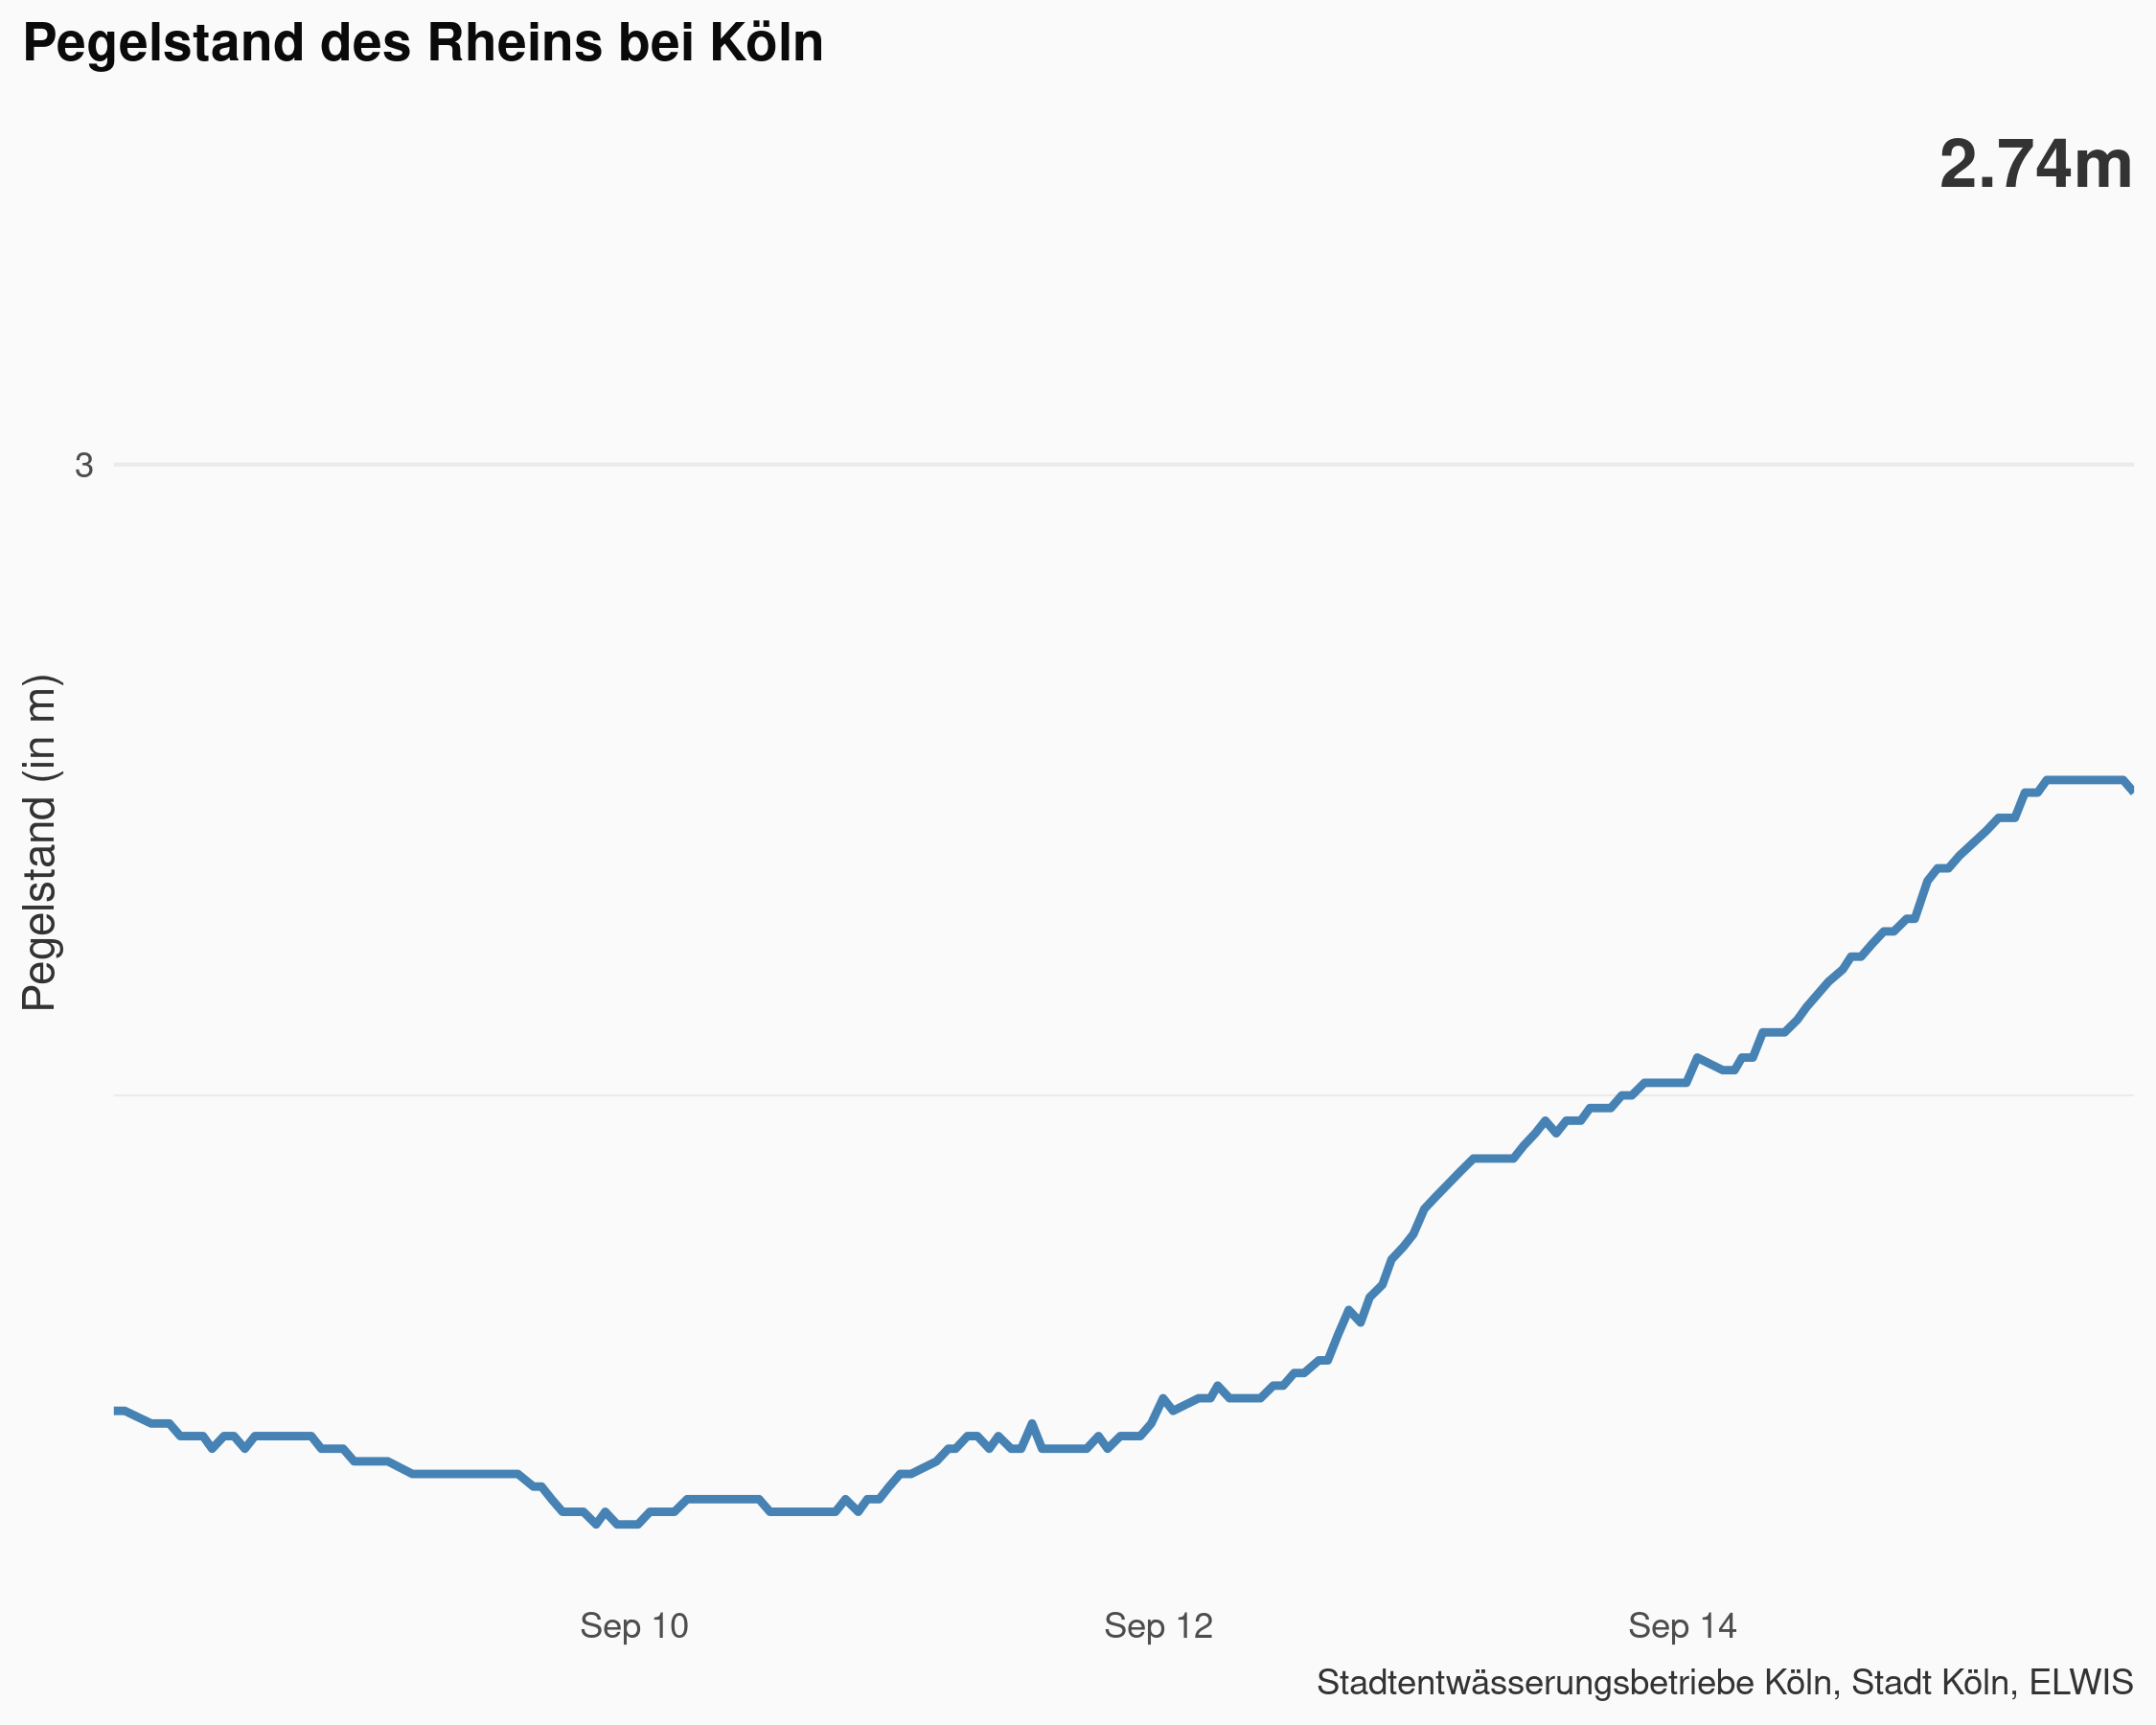 Pegelstand des Rheins bei Köln
2.74m
3
Pegelstand (in m)
Sep 10
Sep 12
Sep 14
Stadtentwässerungsbetriebe Köln, Stadt Köln, ELWIS